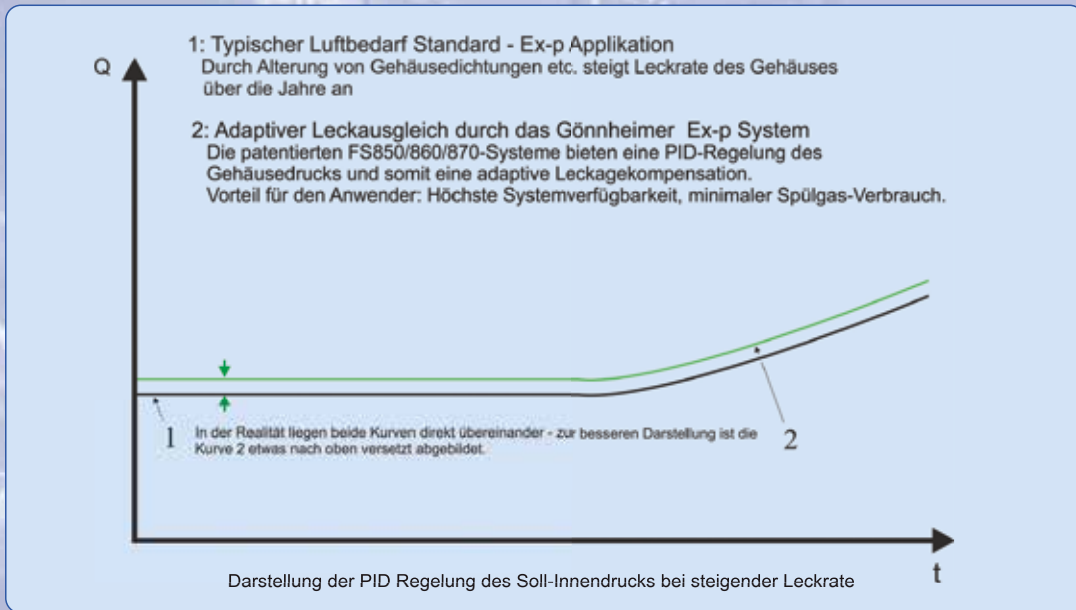 Q
1: Typischer Luftbedarf Standard - Ex-p Applikation
Durch Alterung von Gehäusedichtungen etc. steigt Leckrate des Gehäuses
über die Jahre an
2: Adaptiver Leckausgleich durch das Gönnheimer Ex-p System
Die patentierten FS850/860/870-Systeme bieten eine PID-Regelung des
Gehäusedrucks und somit eine adaptive Leckagekompensation.
Vorteil für den Anwender: Höchste Systemverfügbarkeit, minimaler Spülgas-Verbrauch.
1
In der Realität liegen beide Kurven direkt übereinander - zur besseren Darstellung ist die
Kurve 2 etwas nach oben versetzt abgebildet.
2
t
Darstellung der PID Regelung des Soll-Innendrucks bei steigender Leckrate